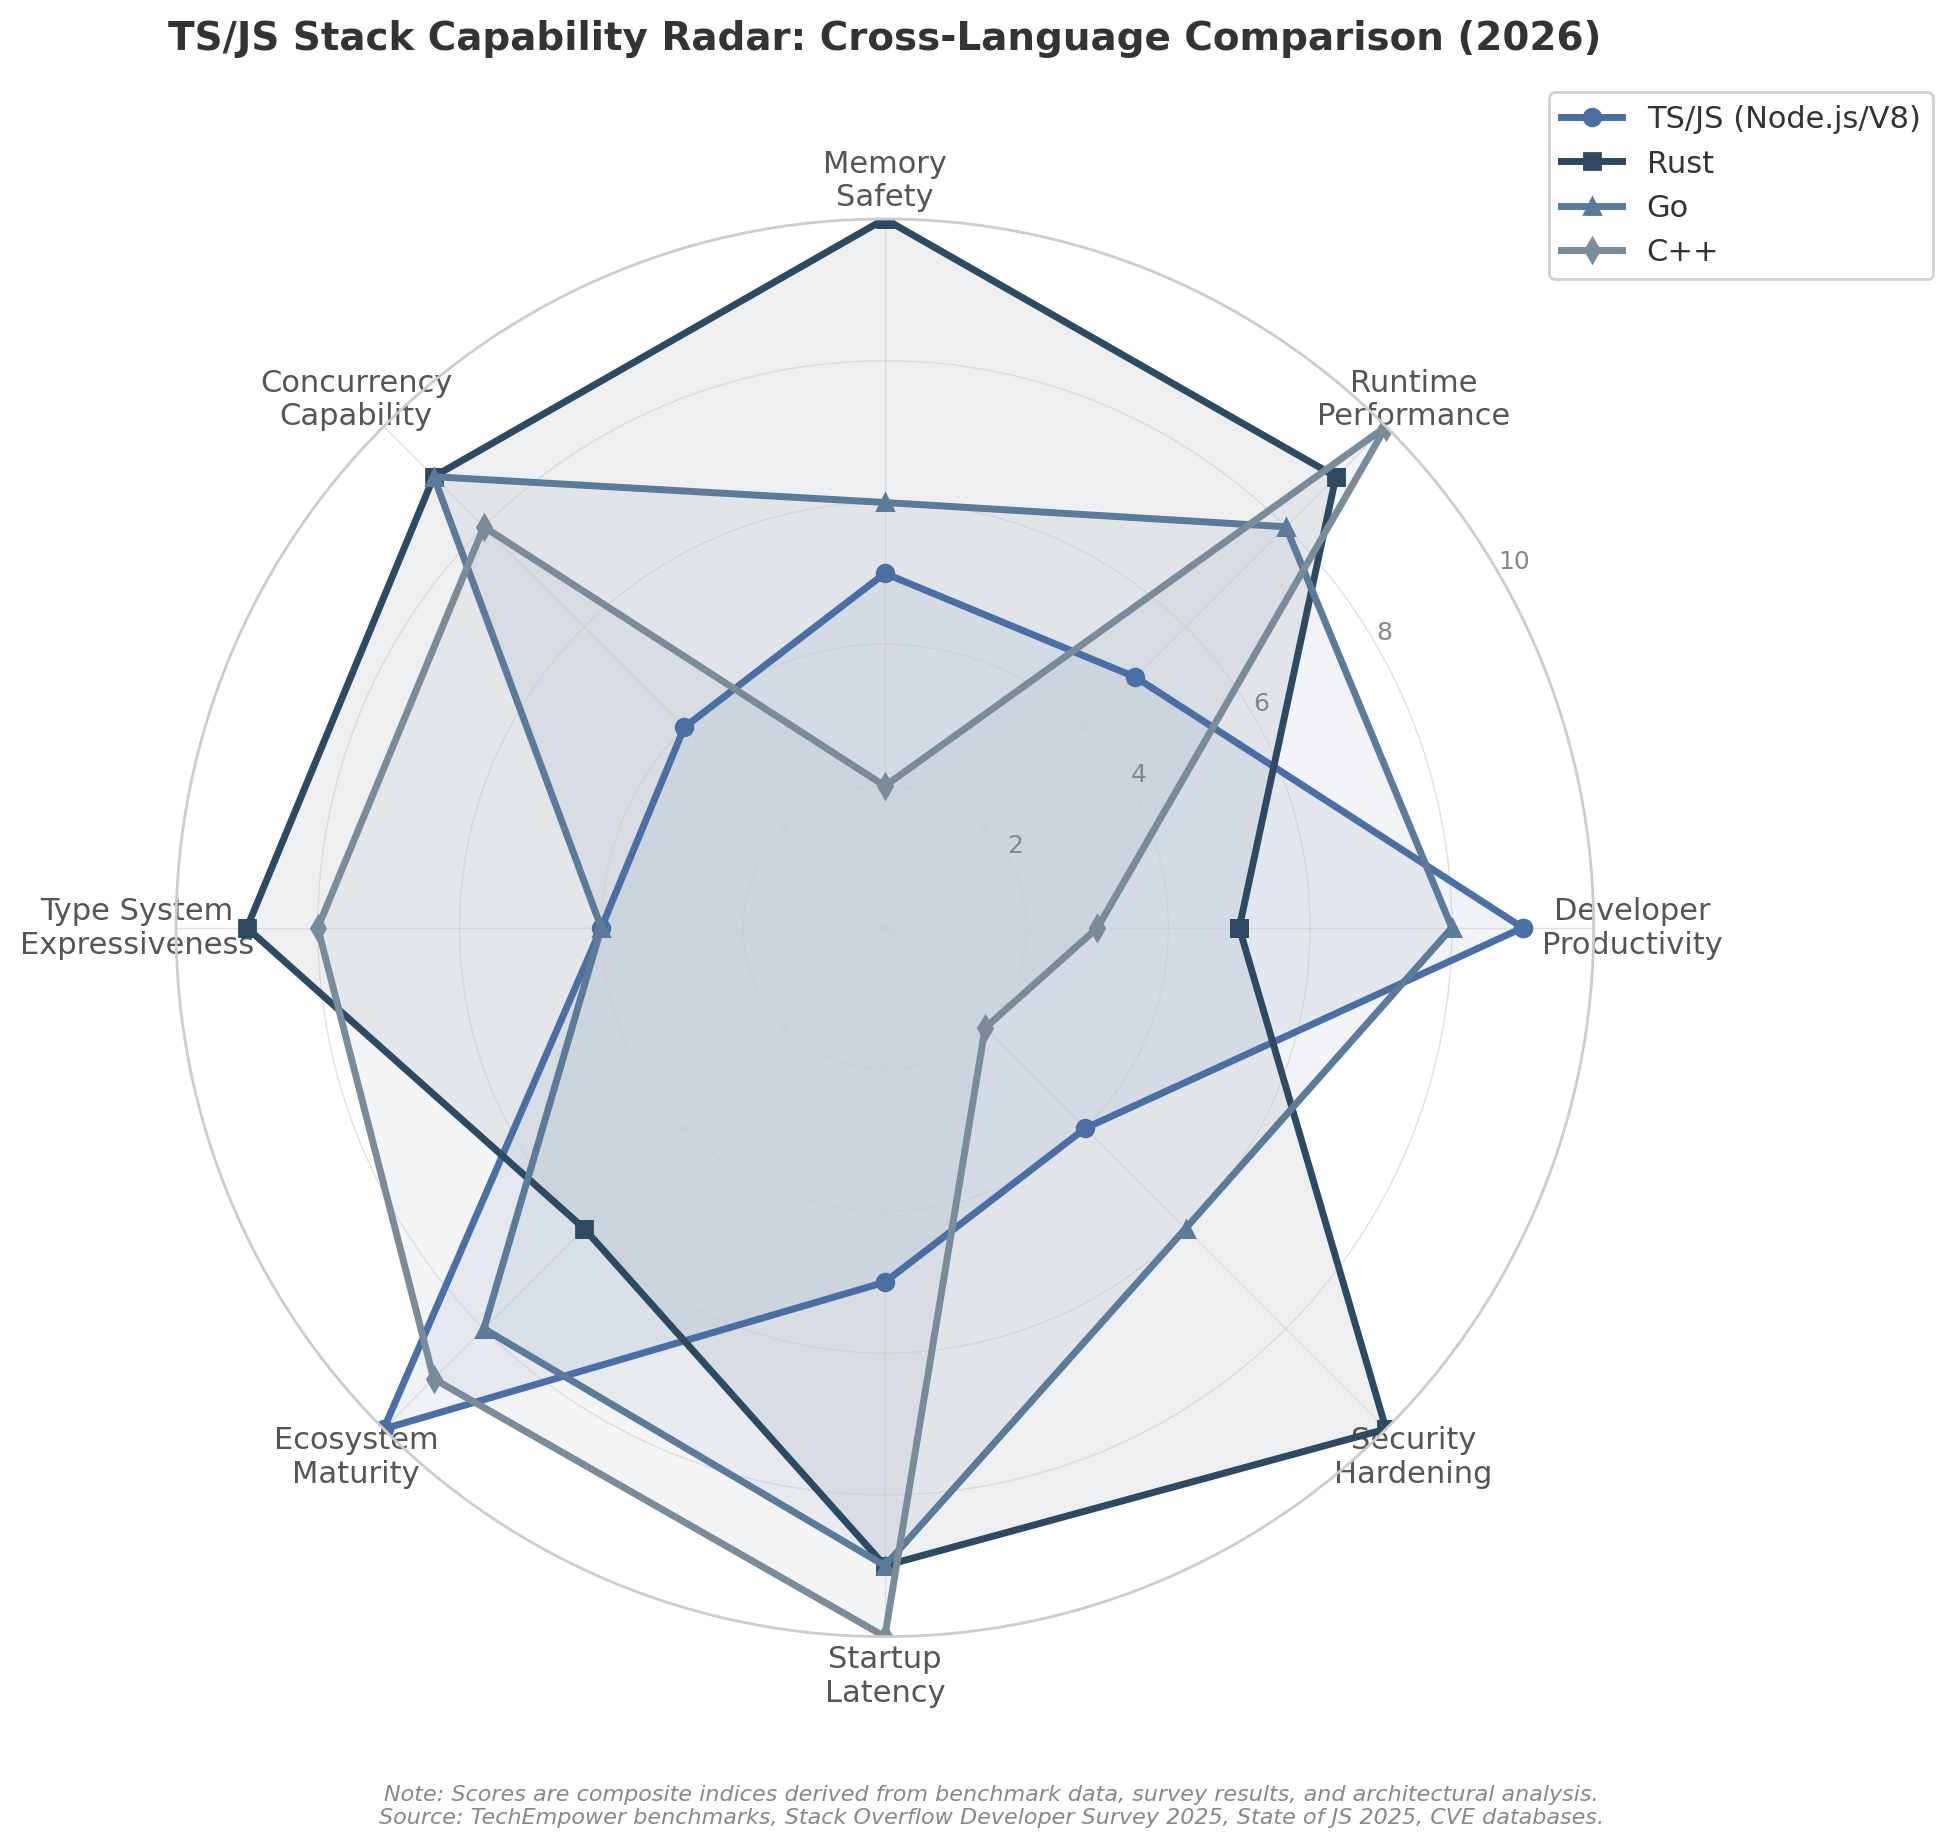 TS/JS Stack Capability Radar: Cross-Language Comparison (2026)
TS/JS (Node.js/V8)
Rust
Go
C++
Memory
Safety
Concurrency
Capability
Runtime
Performance
10
8
6
4
2
Type System
Expressiveness
Developer
Productivity
Ecosystem
Maturity
Security
Hardening
Startup
Latency
Note: Scores are composite indices derived from benchmark data, survey results, and architectural analysis.
Source: TechEmpower benchmarks, Stack Overflow Developer Survey 2025, State of JS 2025, CVE databases.